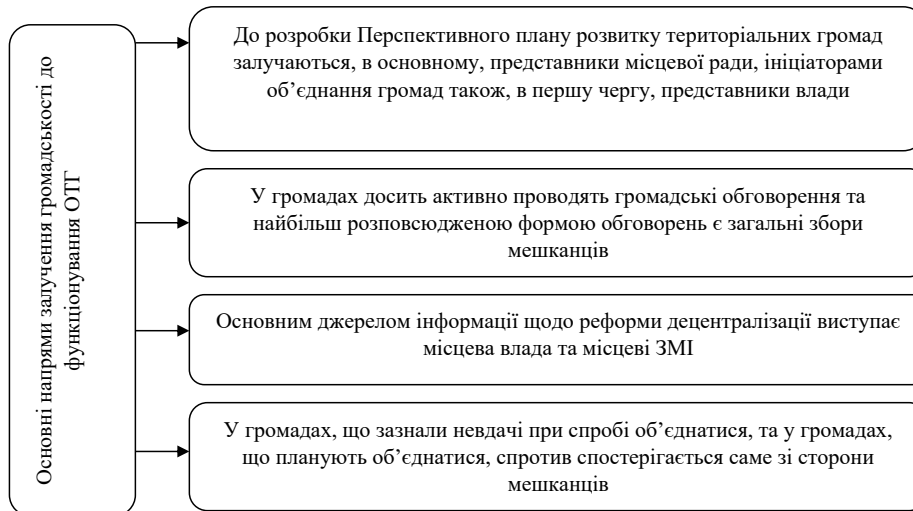 Основні напрями залучення громадськості до
функціонування ОТГ
До розробки Перспективного плану розвитку територіальних громад
залучаються, в основному, представники місцевої ради, ініціаторами
об’єднання громад також, в першу чергу, представники влади
У громадах досить активно проводять громадські обговорення та
найбільш розповсюдженою формою обговорень є загальні збори
мешканців
Основним джерелом інформації щодо реформи децентралізації виступає
місцева влада та місцеві ЗМІ
У громадах, що зазнали невдачі при спробі об’єднатися, та у громадах,
що планують об’єднатися, спротив спостерігається саме зі сторони
мешканців